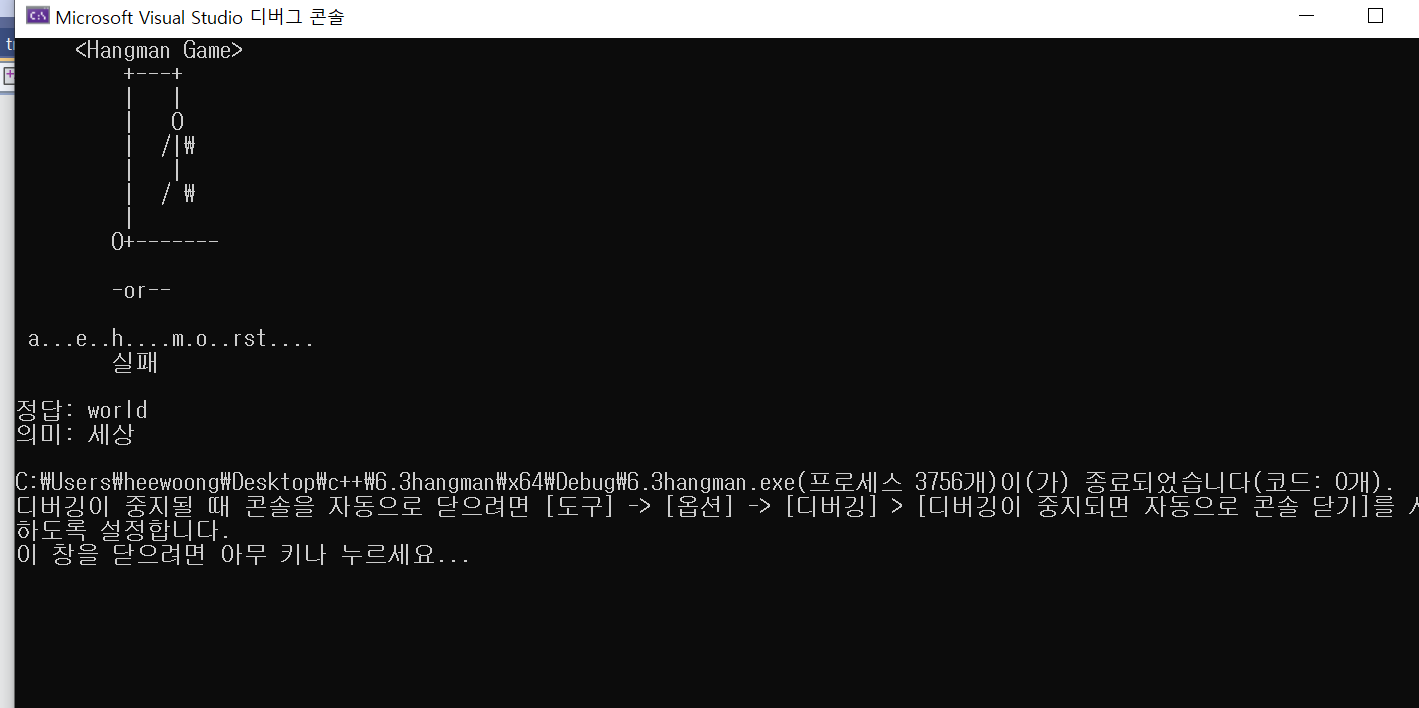 Microsoft Visual Studio 디버그 콘솔
<Hangman Game>
+---+
|   |
|   O
|  /|₩
|   |
|  / ₩
|
O+-------
-or--
a...e..h....m.o..rst....
실패
정답: world
의미: 세상
C:₩Users₩heewoong₩Desktop₩c++₩6.3hangman₩x64₩Debug₩6.3hangman.exe(프로세스 3756개)이(가) 종료되었습니다(코드: 0개).
디버깅이 중지될 때 콘솔을 자동으로 닫으려면 [도구] -> [옵션] -> [디버깅] > [디버깅이 중지되면 자동으로 콘솔 닫기]를
하도록 설정합니다.
이 창을 닫으려면 아무 키나 누르세요...